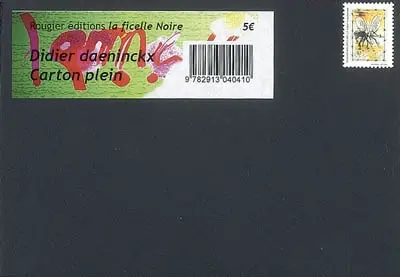 Rougier éditions la ficelle Noire 5€
Didier daeninckx
Carton plein
9 782913 040410